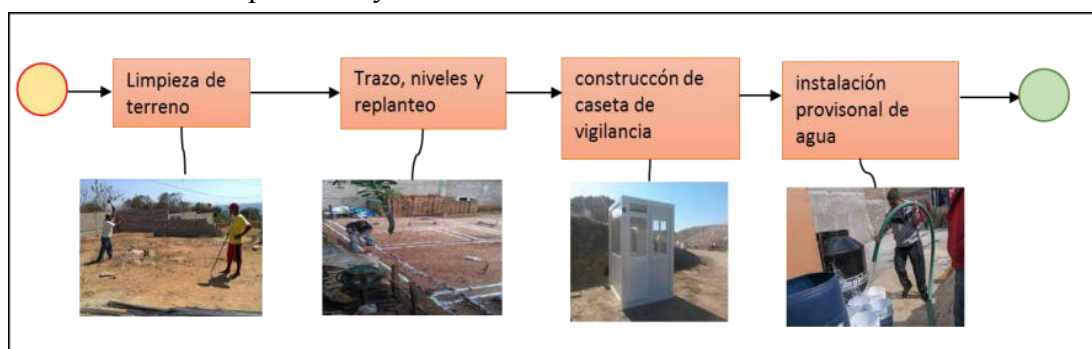 Limpieza de
terreno
Trazo, niveles y
replanteo
construccón de
caseta de
vigilancia
instalación
provisonal de
agua